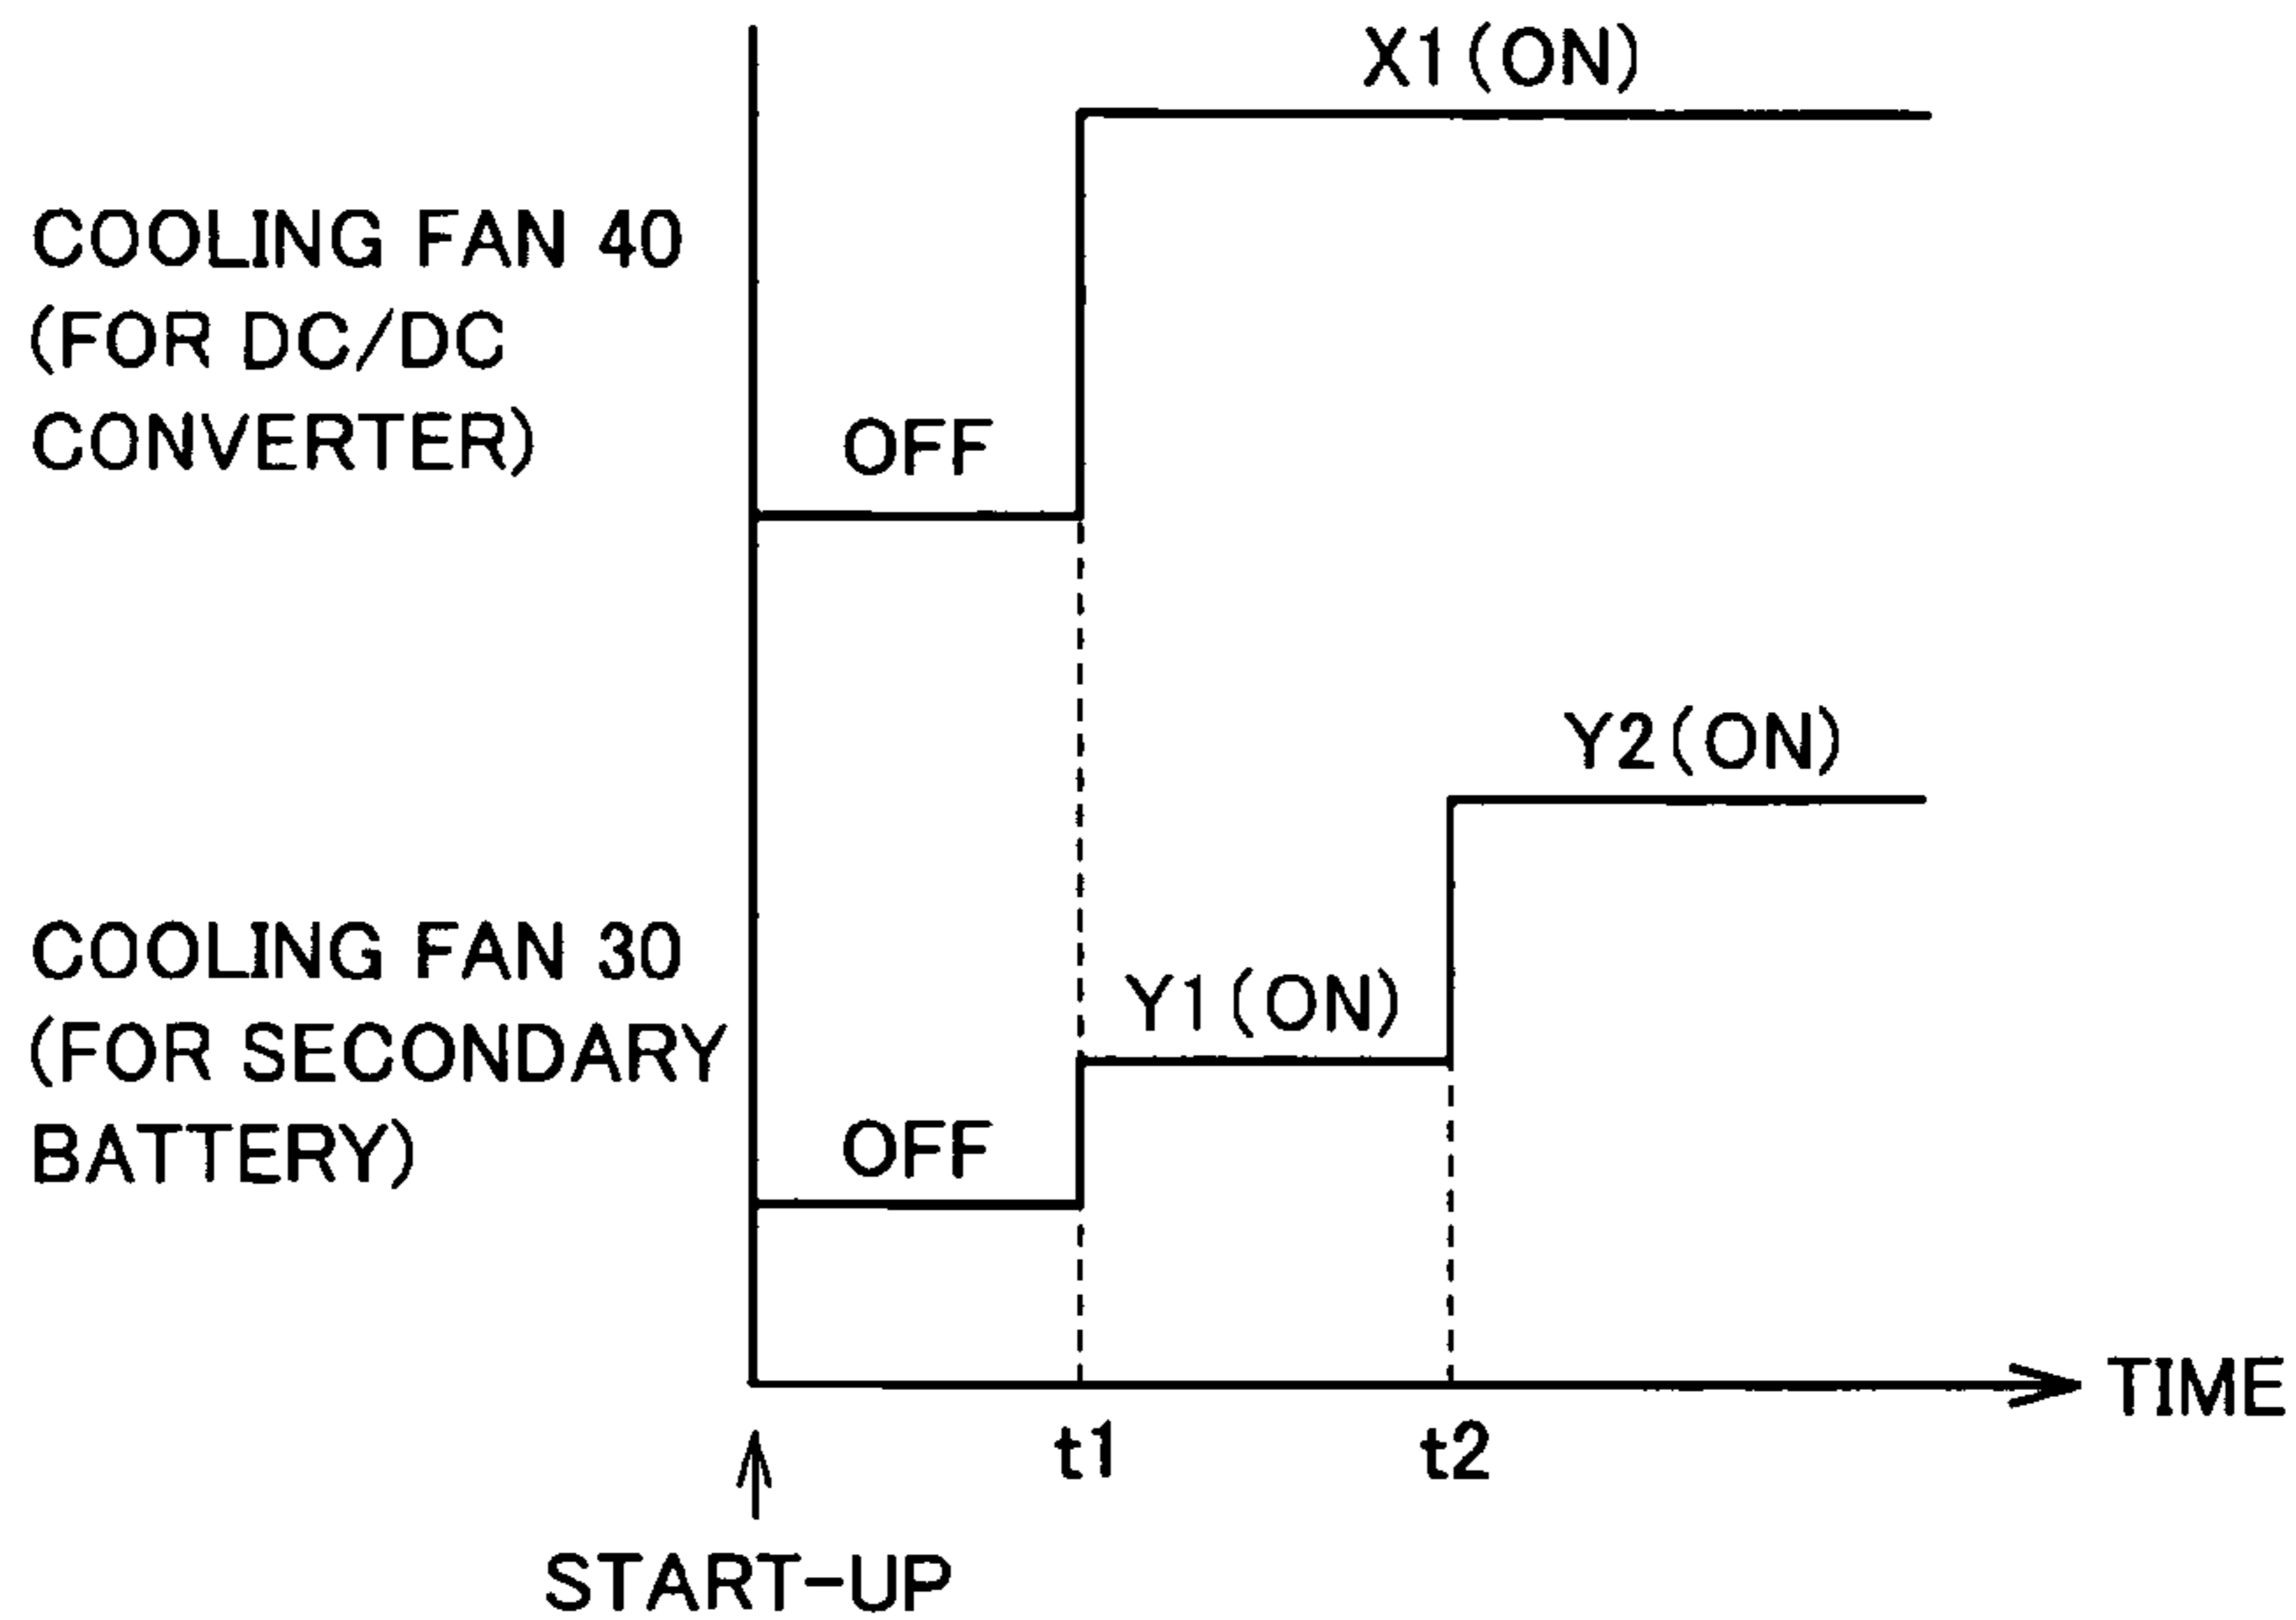 X1(ON)
COOLING FAN 40
(FOR DC/DC
CONVERTER)
OFF
Y2(ON)
COOLING FAN 30
(FOR SECONDARY
BATTERY)
Y1(ON)
OFF
TIME
t1
t2
START-UP